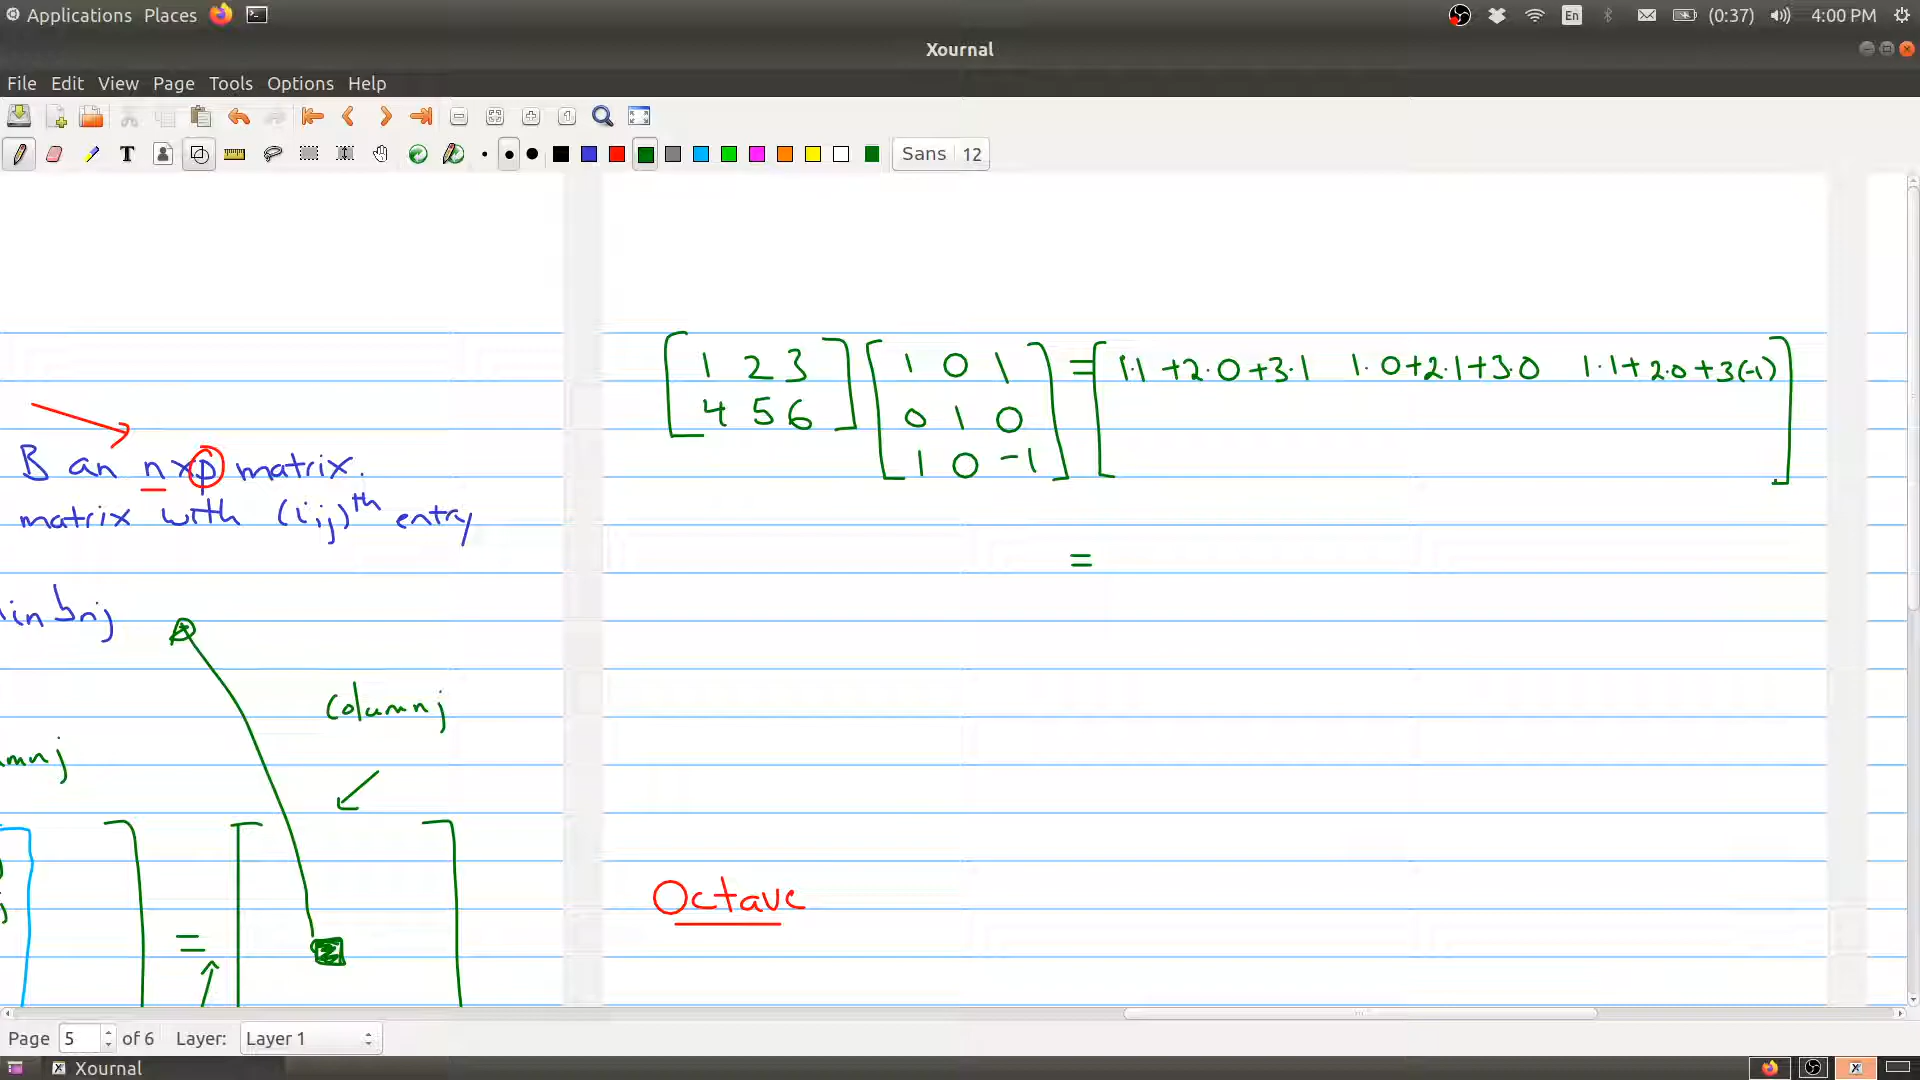 Applications Places En (0:37) 4:00 PM
Xournal
File Edit View Page Tools Options Help
T Sans 12
B an n×p matrix.
matrix with (i,j)th entry
in bnj
column j
mn j
[ 1 2 3 ] [ 1 0 1 ] = [ 1·1 +2·0+3·1 1·0+2·1+3·0 1·1+2·0+3(-1) ]
4 5 6 0 1 0
1 0 -1
=
=
Octave
Page 5 of 6 Layer: Layer 1
Xournal